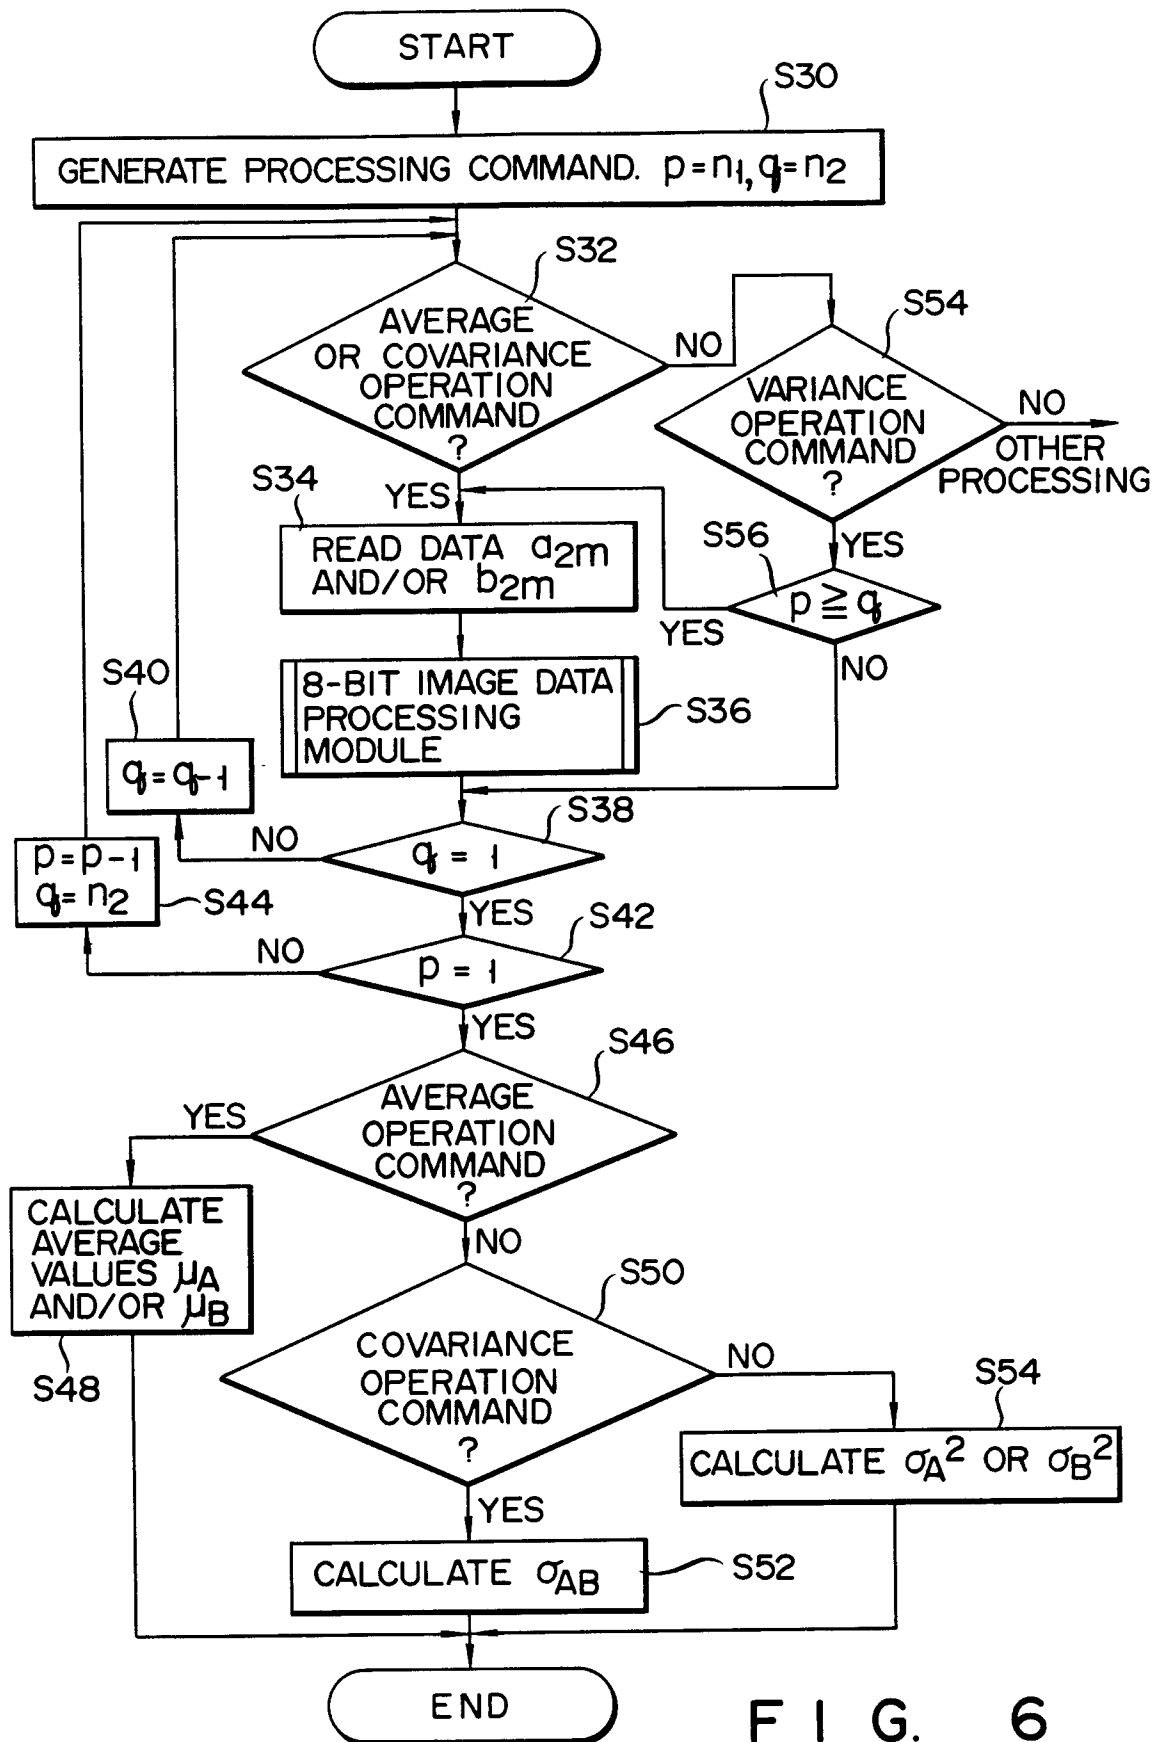 START
S30
GENERATE PROCESSING COMMAND. p=n1, q=n2
S32
AVERAGE
OR COVARIANCE
OPERATION
COMMAND
?
NO
S54
VARIANCE
OPERATION
COMMAND
?
NO
OTHER
PROCESSING
YES
S34
READ DATA a2m
AND/OR b2m
YES
S56
p ≧ q
YES
NO
8-BIT IMAGE DATA
PROCESSING
MODULE
S36
S40
q=q-1
S38
q = 1
NO
YES
p=p-1
q=n2
S44
S42
p = 1
NO
YES
S46
AVERAGE
OPERATION
COMMAND
?
YES
NO
CALCULATE
AVERAGE
VALUES μA
AND/OR μB
S48
S50
COVARIANCE
OPERATION
COMMAND
?
NO
YES
S54
CALCULATE σA² OR σB²
CALCULATE σAB
S52
END
FIG. 6